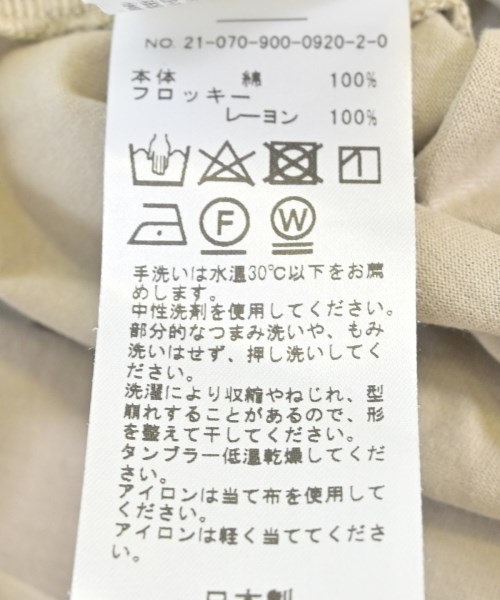 NO. 21-070-900-0920-2-0
本体 綿 100%
フロッキー
レーヨン 100%
F W
手洗いは水温30℃以下をお薦
めします。
中性洗剤を使用してください。
部分的なつまみ洗いや、もみ
洗いはせず、押し洗いしてく
ださい。
洗濯により収縮やねじれ、型
崩れすることがあるので、形
を整えて干してください。
タンブラー低温乾燥してくだ
さい。
アイロンは当て布を使用して
ください。
アイロンは軽く当ててくださ
い。
日本製